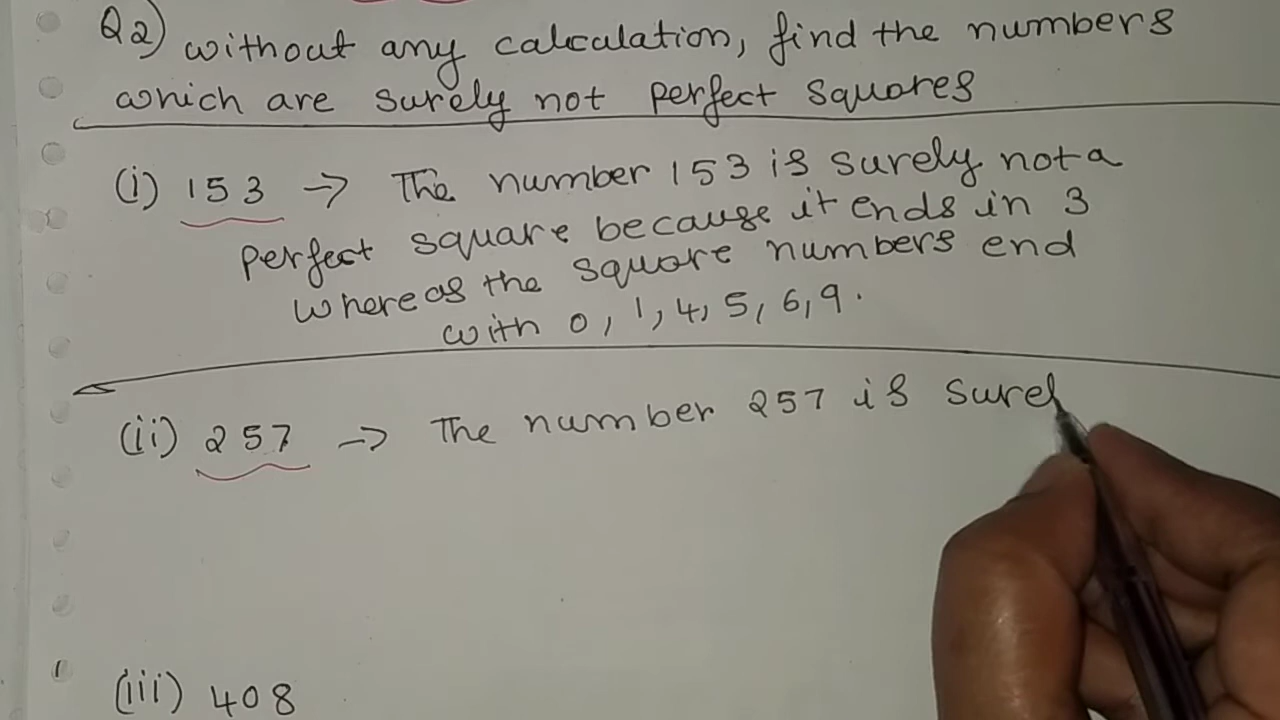 Q2) without any calculation, find the numbers
which are surely not perfect squares
(i) 153 → The number 153 is surely not a
perfect square because it ends in 3
whereas the square numbers end
with 0, 1, 4, 5, 6, 9.
(ii) 257 → The number 257 is surel
(iii) 408